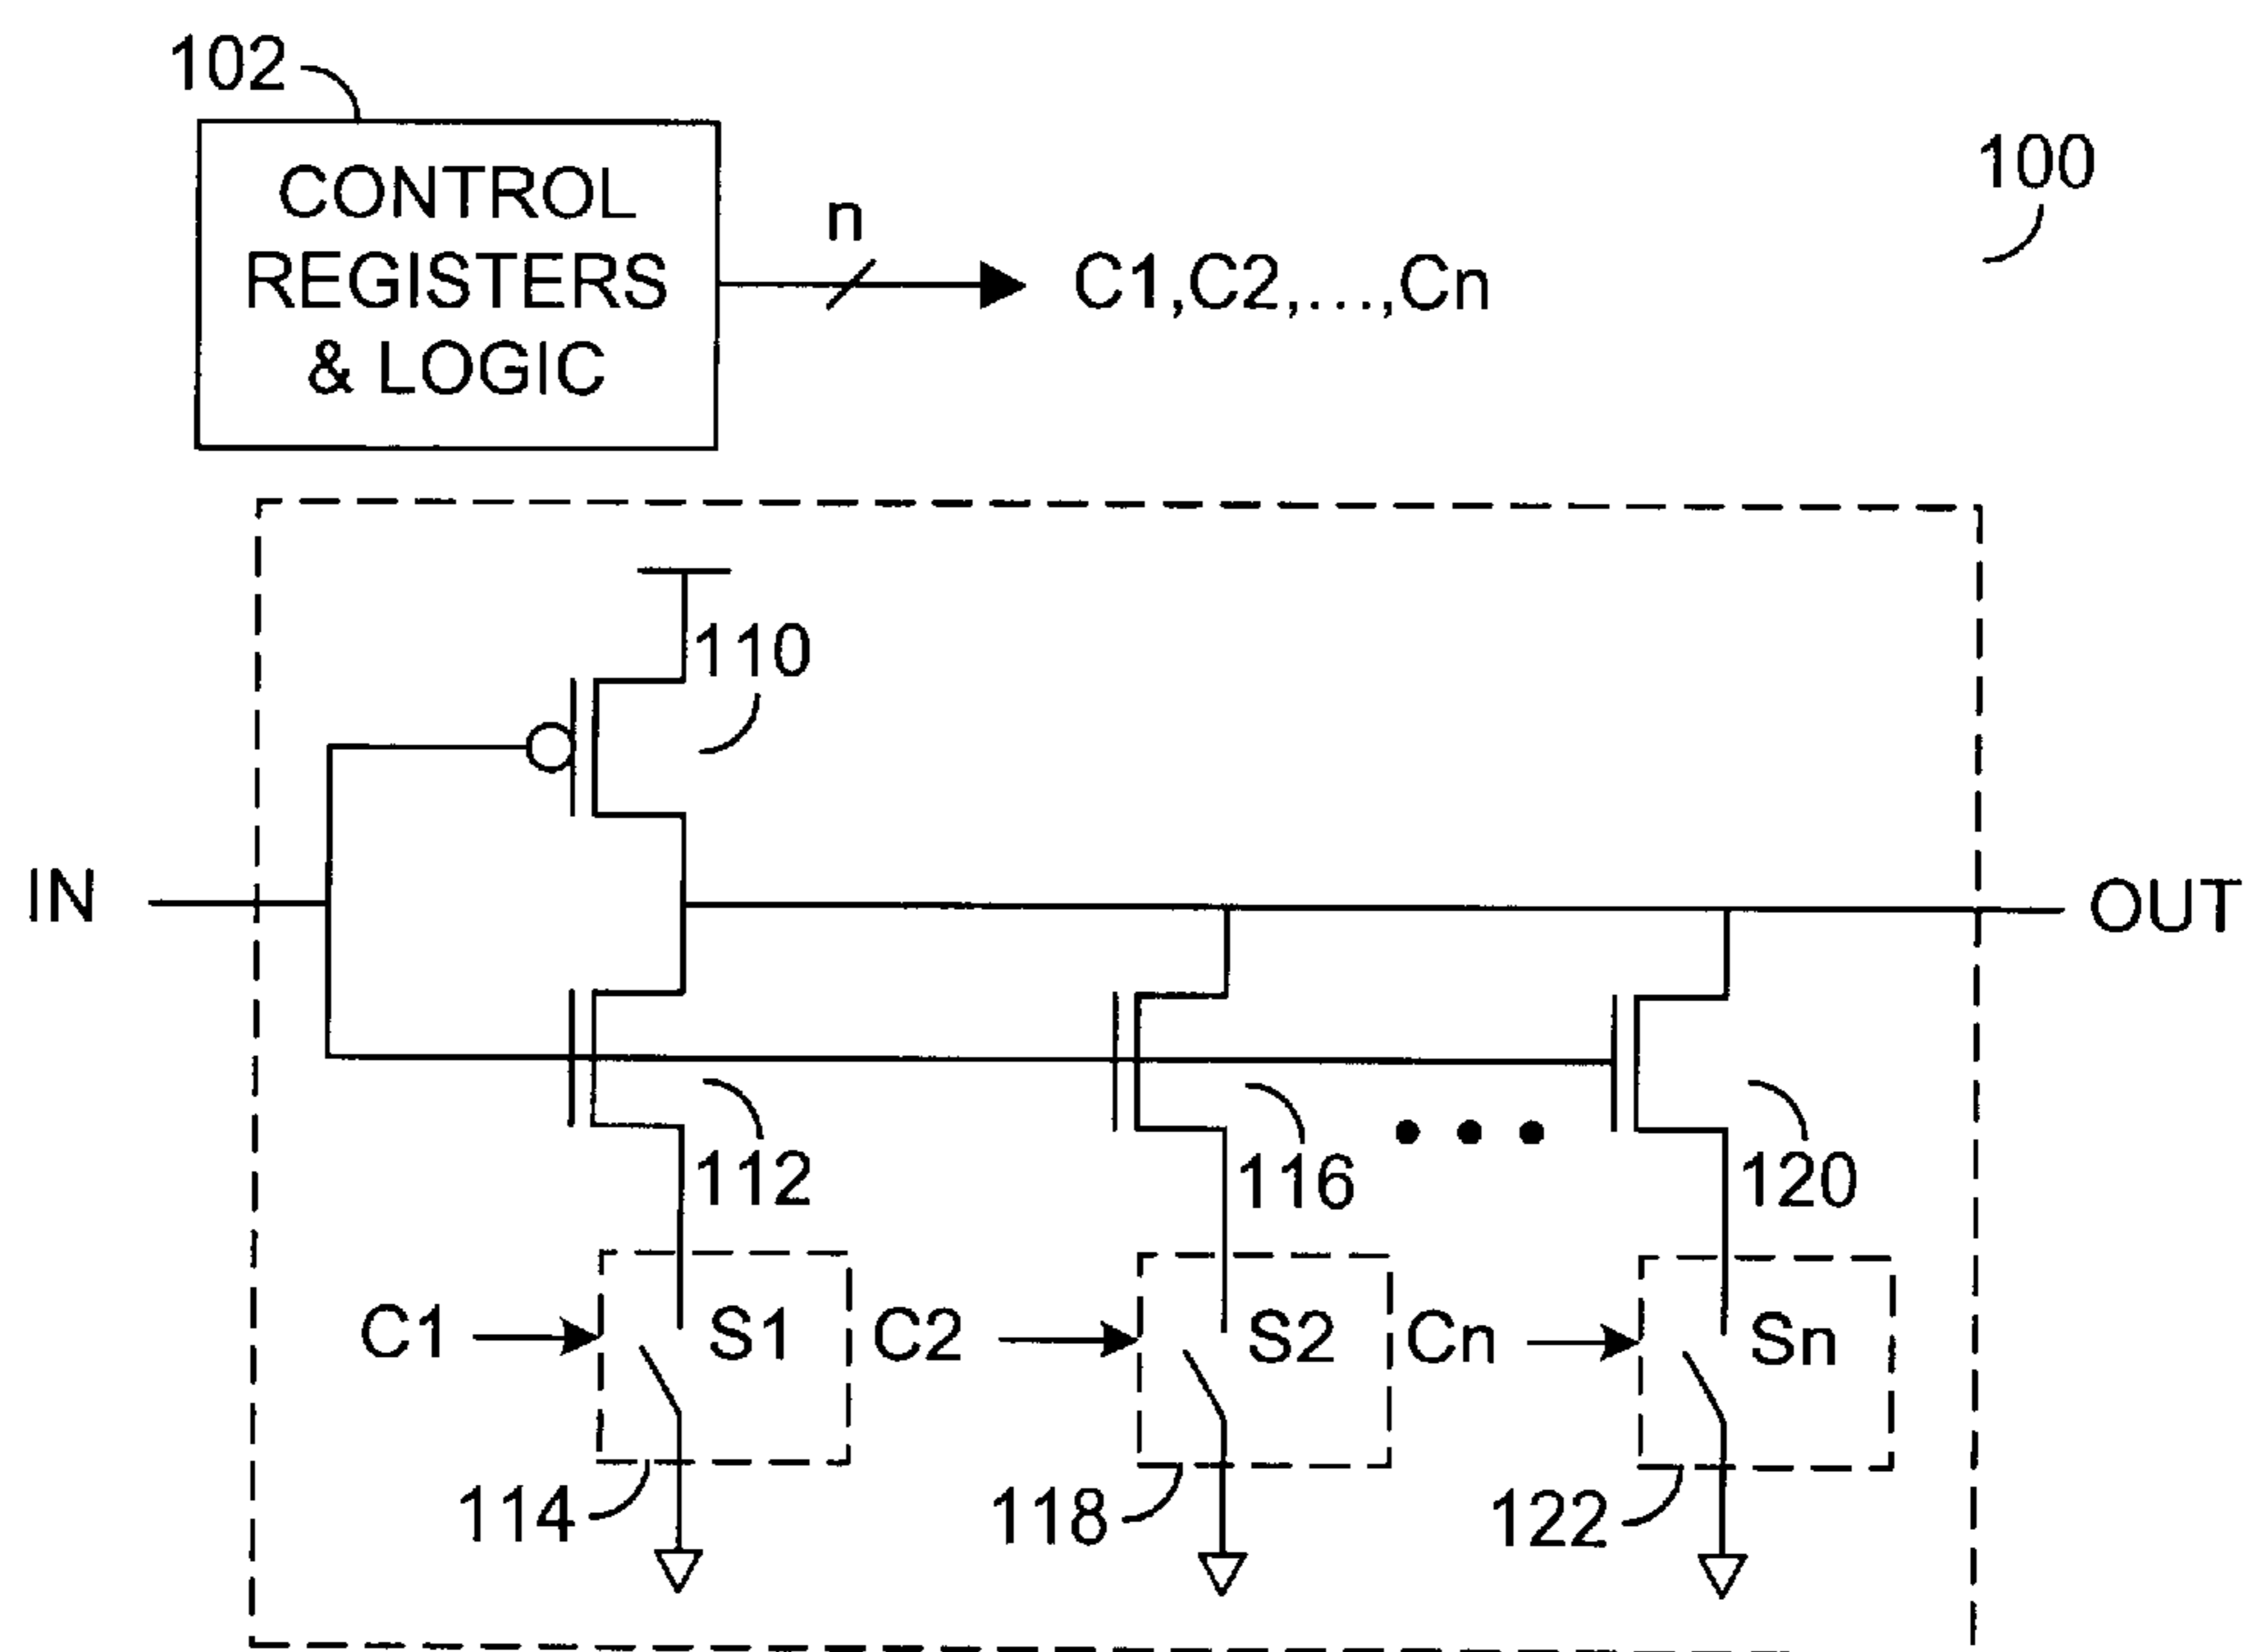 102
CONTROL
REGISTERS
& LOGIC
n
C1,C2,...,Cn
100
110
IN
OUT
112
116
120
C1
S1
C2
S2
Cn
Sn
114
118
122